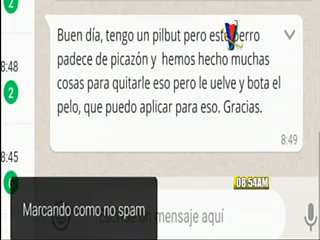 Buen día, tengo un pilbut pero este perro
padece de picazón y hemos hecho muchas
cosas para quitarle eso pero le uelve y bota el
pelo, que puedo aplicar para eso. Gracias.
8:49
8:48
2
2
8:45
08:54AM
Marcando como no spam
mensaje aquí